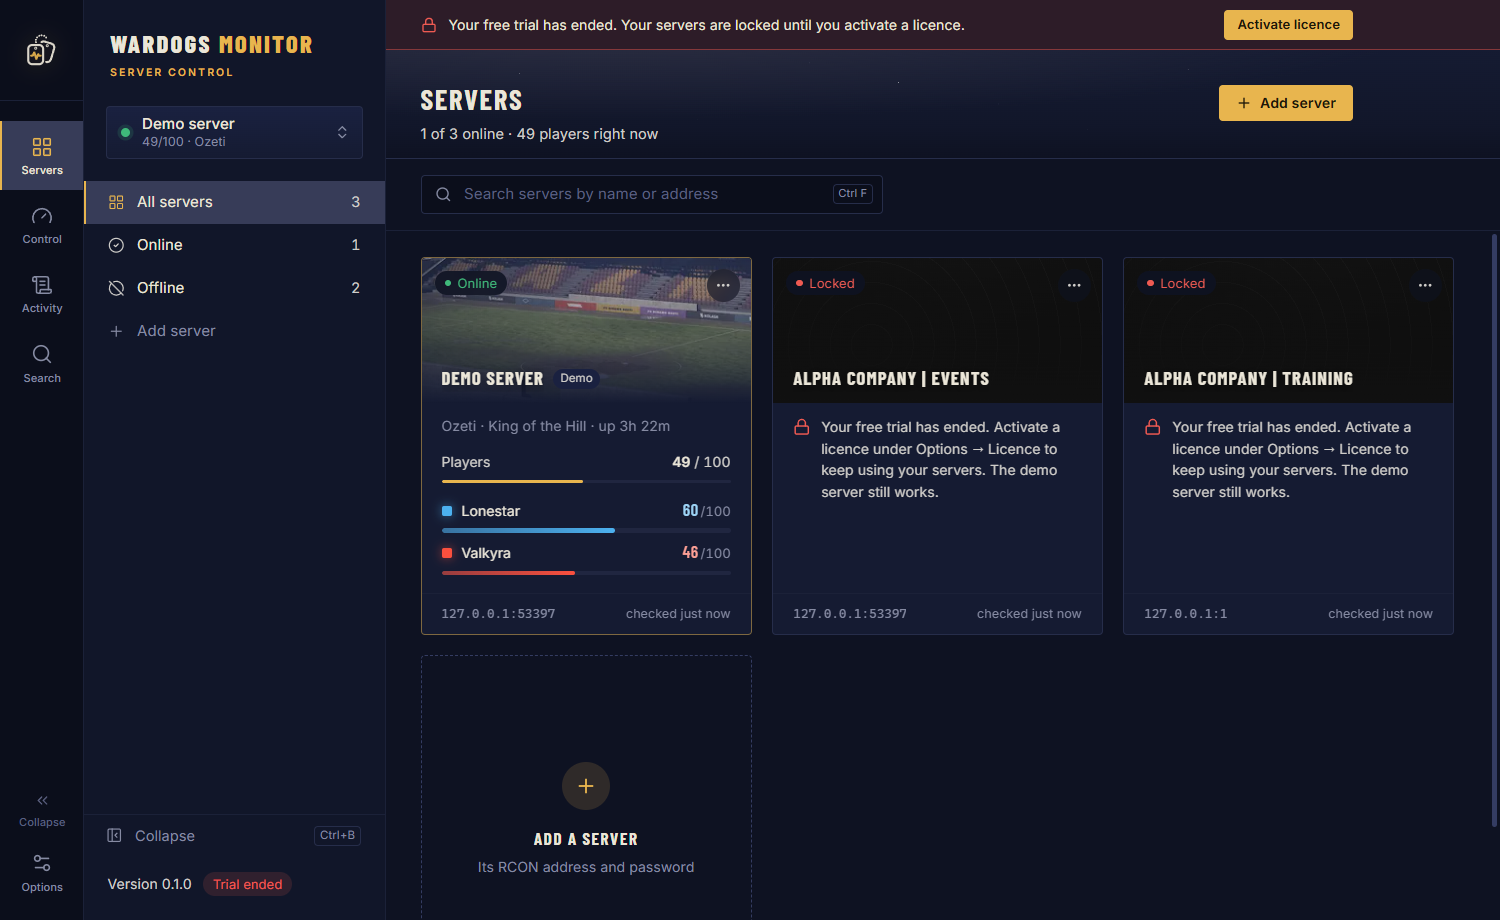 Your free trial has ended. Your servers are locked until you activate a licence.
Activate licence
WARDOGS MONITOR
SERVER CONTROL
Demo server
49/100 · Ozeti
Servers
Control
Activity
Search
Collapse
Options
All servers 3
Online 1
Offline 2
Add server
Collapse Ctrl+B
Version 0.1.0 Trial ended
SERVERS
1 of 3 online · 49 players right now
Add server
Search servers by name or address Ctrl F
Online
DEMO SERVER Demo
Ozeti · King of the Hill · up 3h 22m
Players 49 / 100
Lonestar 60/100
Valkyra 46/100
127.0.0.1:53397 checked just now
Locked
ALPHA COMPANY | EVENTS
Your free trial has ended. Activate a
licence under Options → Licence to
keep using your servers. The demo
server still works.
127.0.0.1:53397 checked just now
Locked
ALPHA COMPANY | TRAINING
Your free trial has ended. Activate a
licence under Options → Licence to
keep using your servers. The demo
server still works.
127.0.0.1:1 checked just now
ADD A SERVER
Its RCON address and password